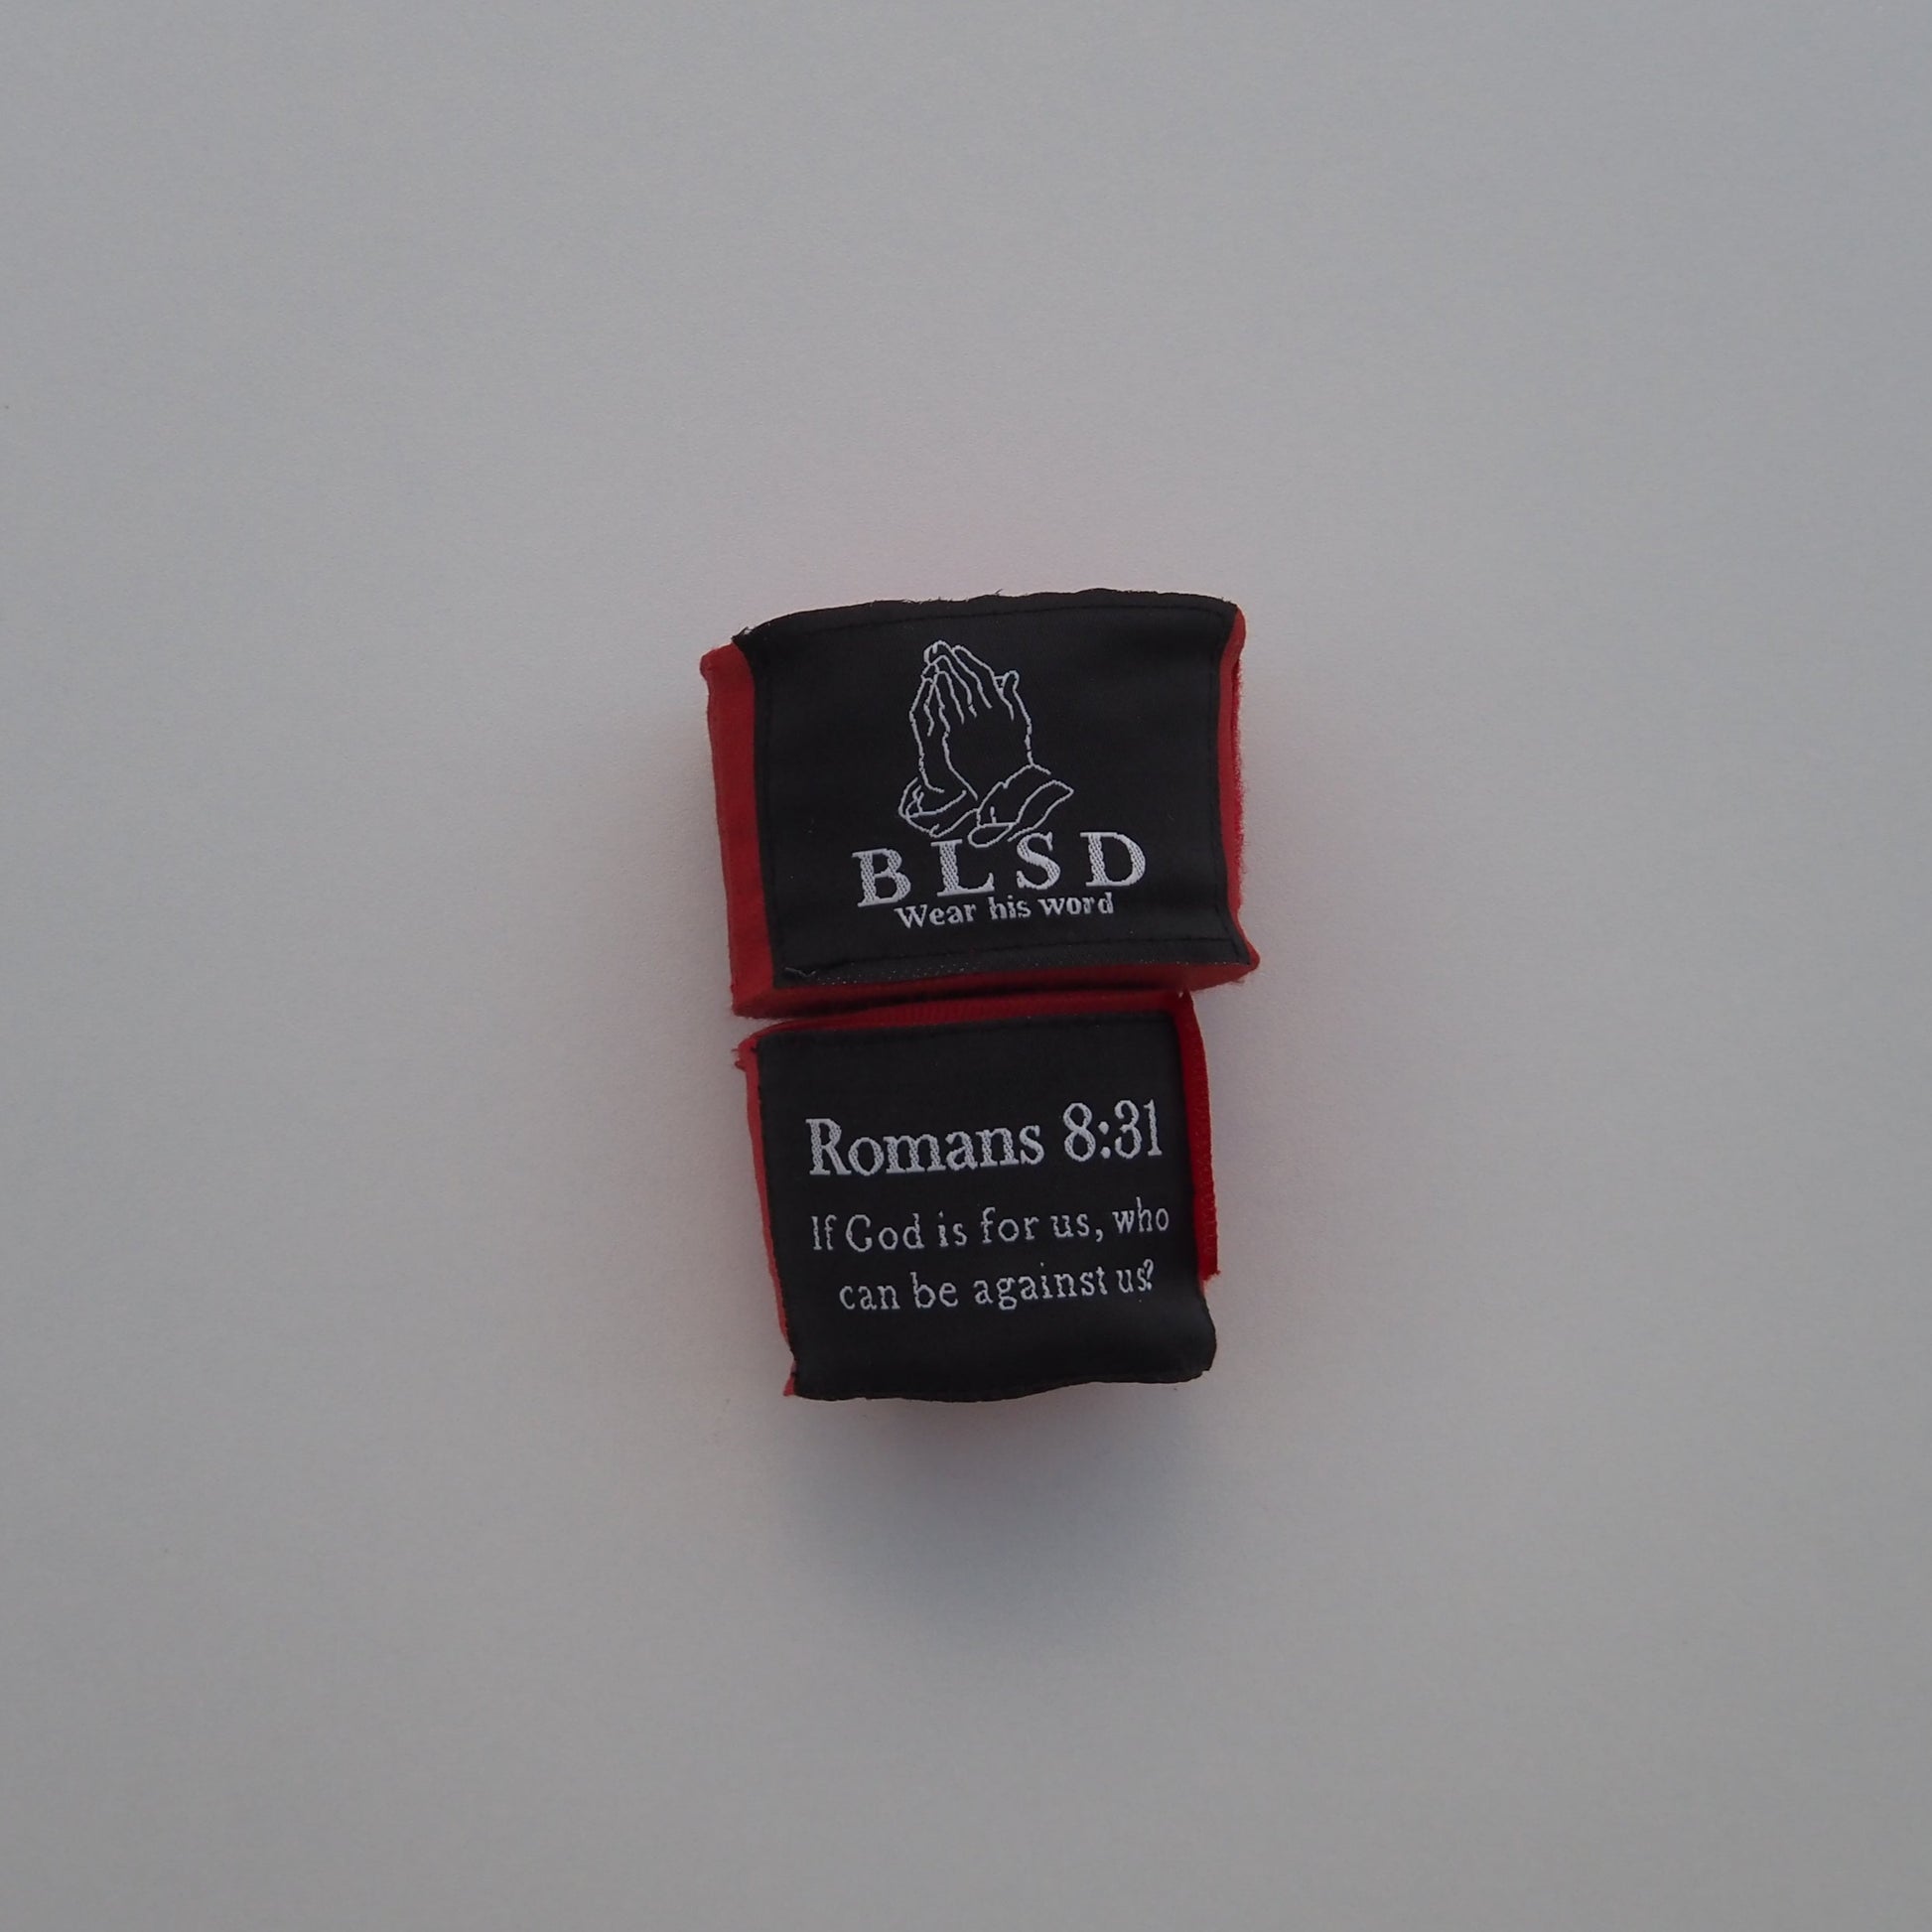 BLSD
Wear his word
Romans 8:31
If God is for us, who
can be against us?